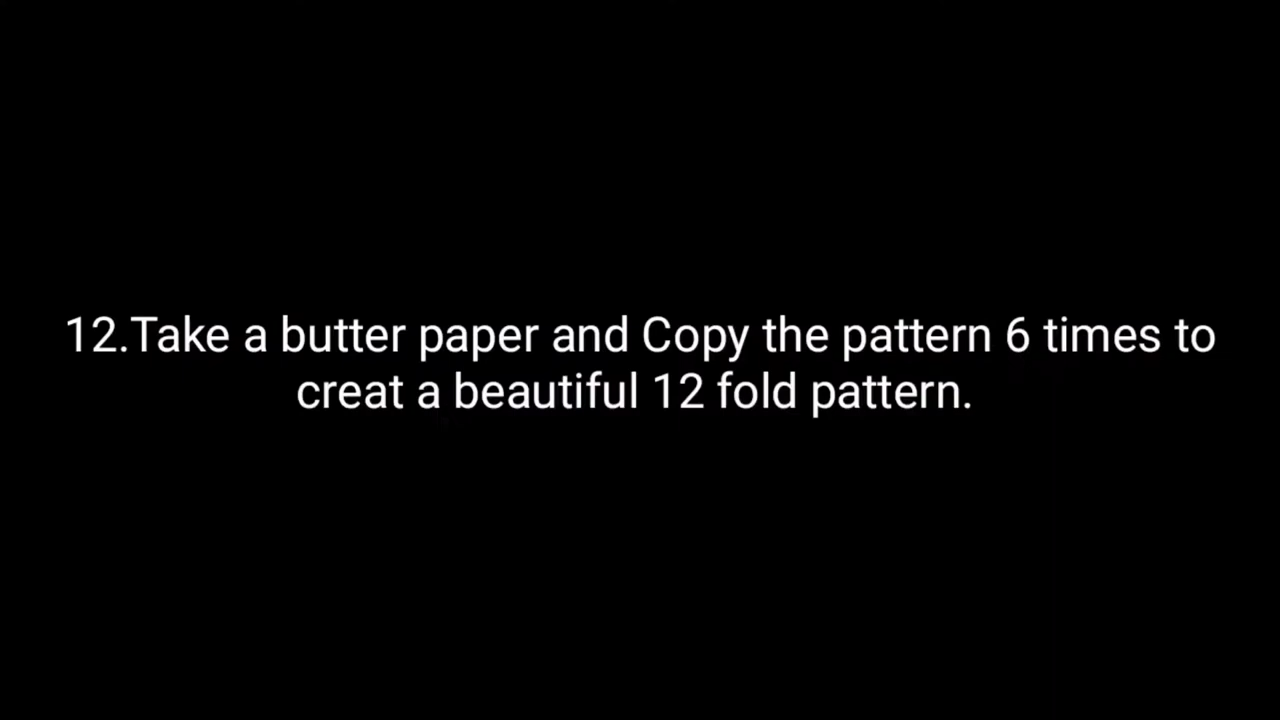 12.Take a butter paper and Copy the pattern 6 times to
creat a beautiful 12 fold pattern.